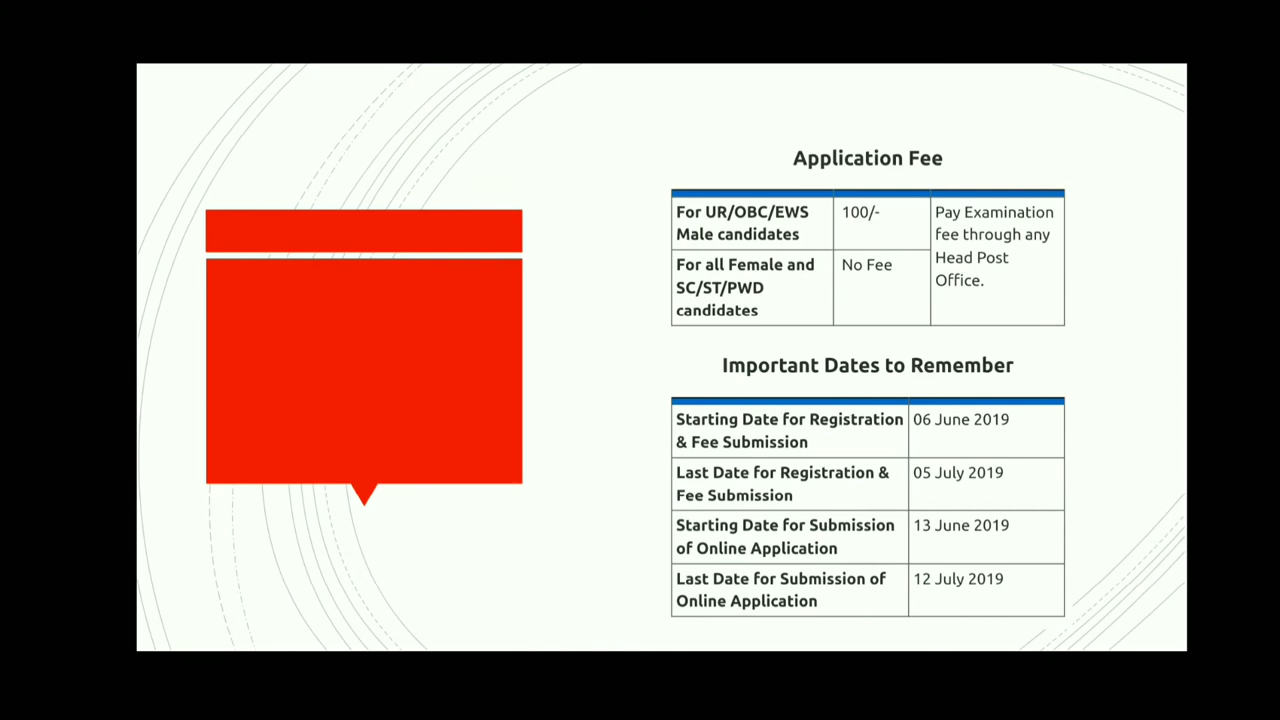 Application Fee
For UR/OBC/EWS
Male candidates
100/-
Pay Examination
fee through any
Head Post
Office.
For all Female and
SC/ST/PWD
candidates
No Fee
Important Dates to Remember
Starting Date for Registration
& Fee Submission
06 June 2019
Last Date for Registration &
Fee Submission
05 July 2019
Starting Date for Submission
of Online Application
13 June 2019
Last Date for Submission of
Online Application
12 July 2019